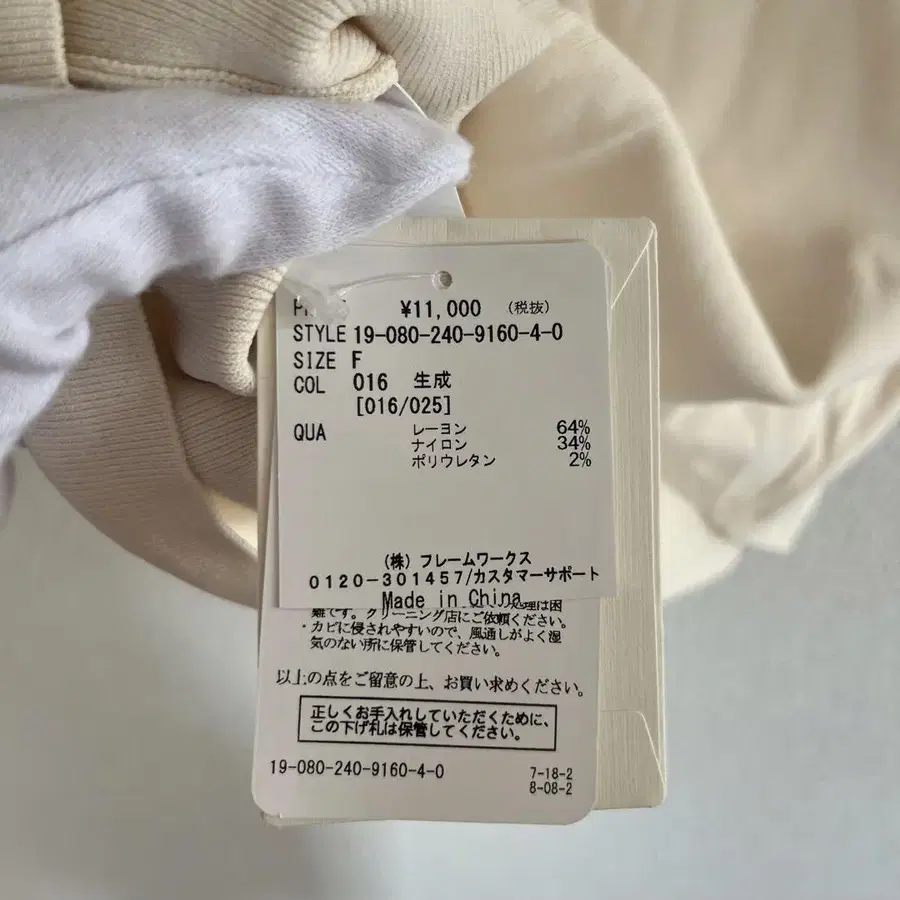 ¥11,000 (税抜)
STYLE 19-080-240-9160-4-0
SIZE F
COL 016 生成
[016/025]
QUA レーヨン 64%
ナイロン 34%
ポリウレタン 2%
(株) フレームワークス
0120-301457/カスタマーサポート
Made in China
処理は困
難です。クリーニング店にご依頼ください。
・カビに侵されやすいので、風通しがよく湿
気のない所に保管してください。
以上の点をご留意の上、お買い求めください。
正しくお手入れしていただくために、
この下げ札は保管してください。
19-080-240-9160-4-0 7-18-2
8-08-2